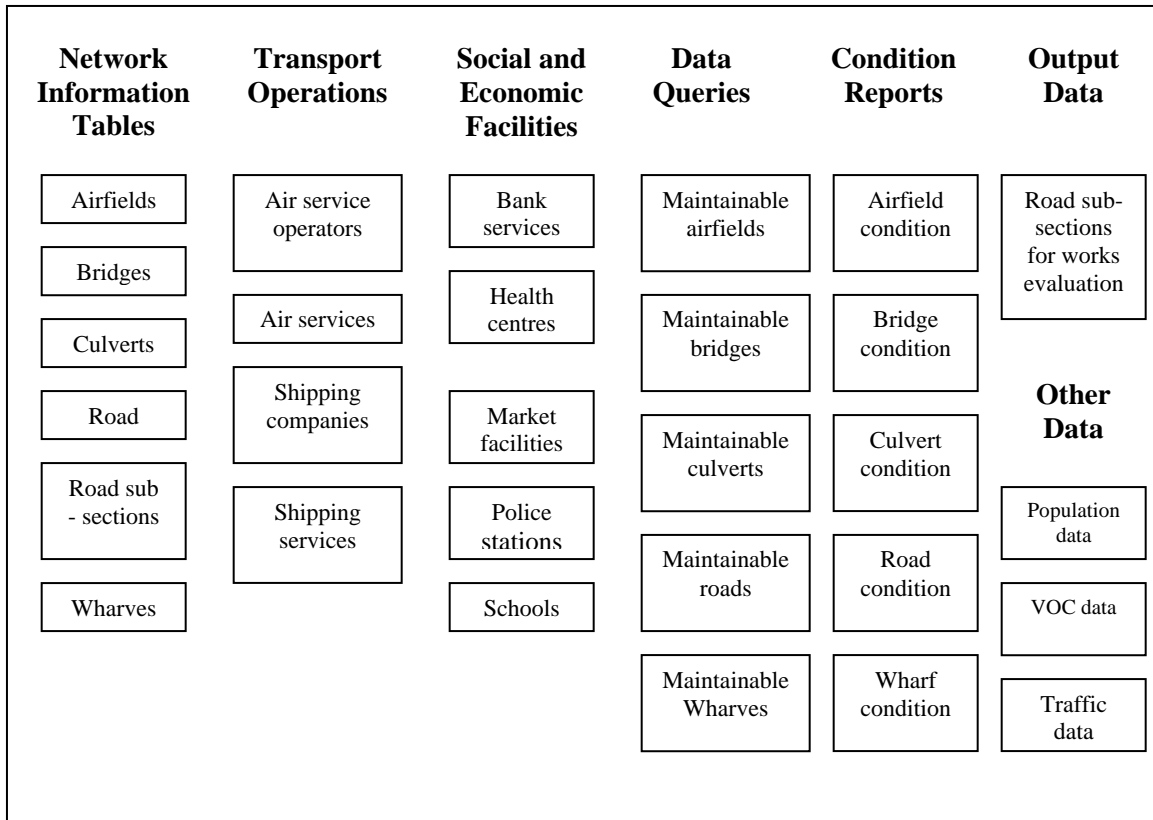 Network
Information
Tables
Airfields
Bridges
Culverts
Road
Road sub
- sections
Wharves
Transport
Operations
Air service
operators
Air services
Shipping
companies
Shipping
services
Social and
Economic
Facilities
Bank
services
Health
centres
Market
facilities
Police
stations
Schools
Data
Queries
Maintainable
airfields
Maintainable
bridges
Maintainable
culverts
Maintainable
roads
Maintainable
Wharves
Condition
Reports
Airfield
condition
Bridge
condition
Culvert
condition
Road
condition
Wharf
condition
Output
Data
Road sub-
sections
for works
evaluation
Other
Data
Population
data
VOC data
Traffic
data